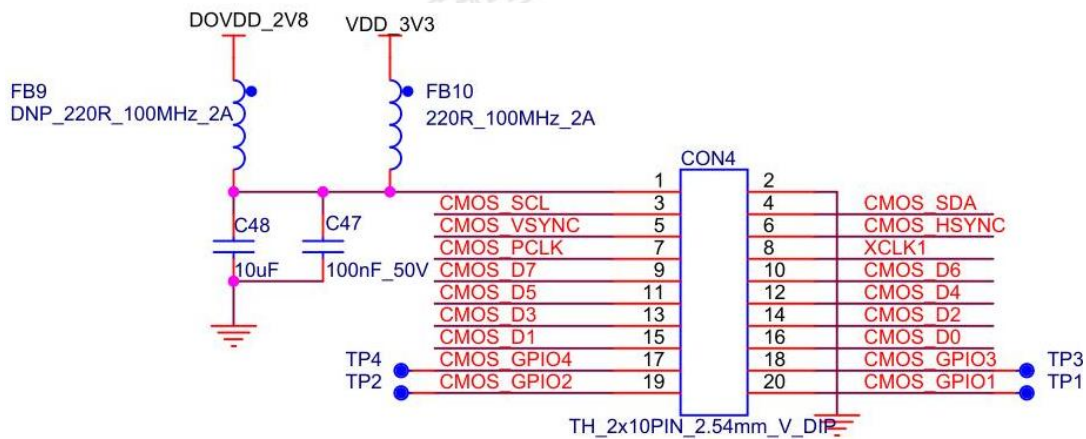 DOVDD_2V8 VDD_3V3
FB9 FB10
DNP_220R_100MHz_2A 220R_100MHz_2A
CON4
1 2
CMOS_SCL 3 4 CMOS_SDA
CMOS_VSYNC 5 6 CMOS_HSYNC
CMOS_PCLK 7 8 XCLK1
CMOS_D7 9 10 CMOS_D6
CMOS_D5 11 12 CMOS_D4
CMOS_D3 13 14 CMOS_D2
CMOS_D1 15 16 CMOS_D0
TP4 CMOS_GPIO4 17 18 CMOS_GPIO3 TP3
TP2 CMOS_GPIO2 19 20 CMOS_GPIO1 TP1
C48 C47
10uF 100nF_50V
TH_2x10PIN_2.54mm_V_DIP